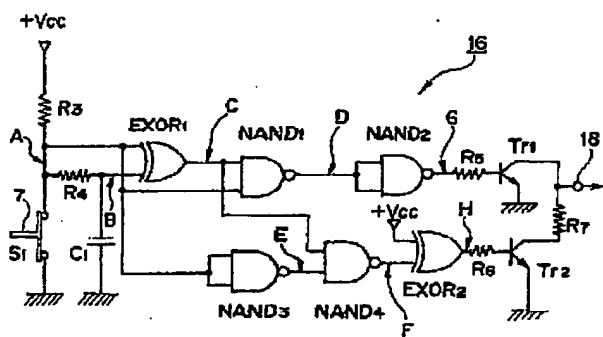 +Vcc
16
R3
EXOR1
C
NAND1
D
NAND2
G
Tr1
18
A
R4
B
R5
7
S1
C1
+Vcc
H
R7
E
R6
Tr2
NAND3
NAND4
F
EXOR2